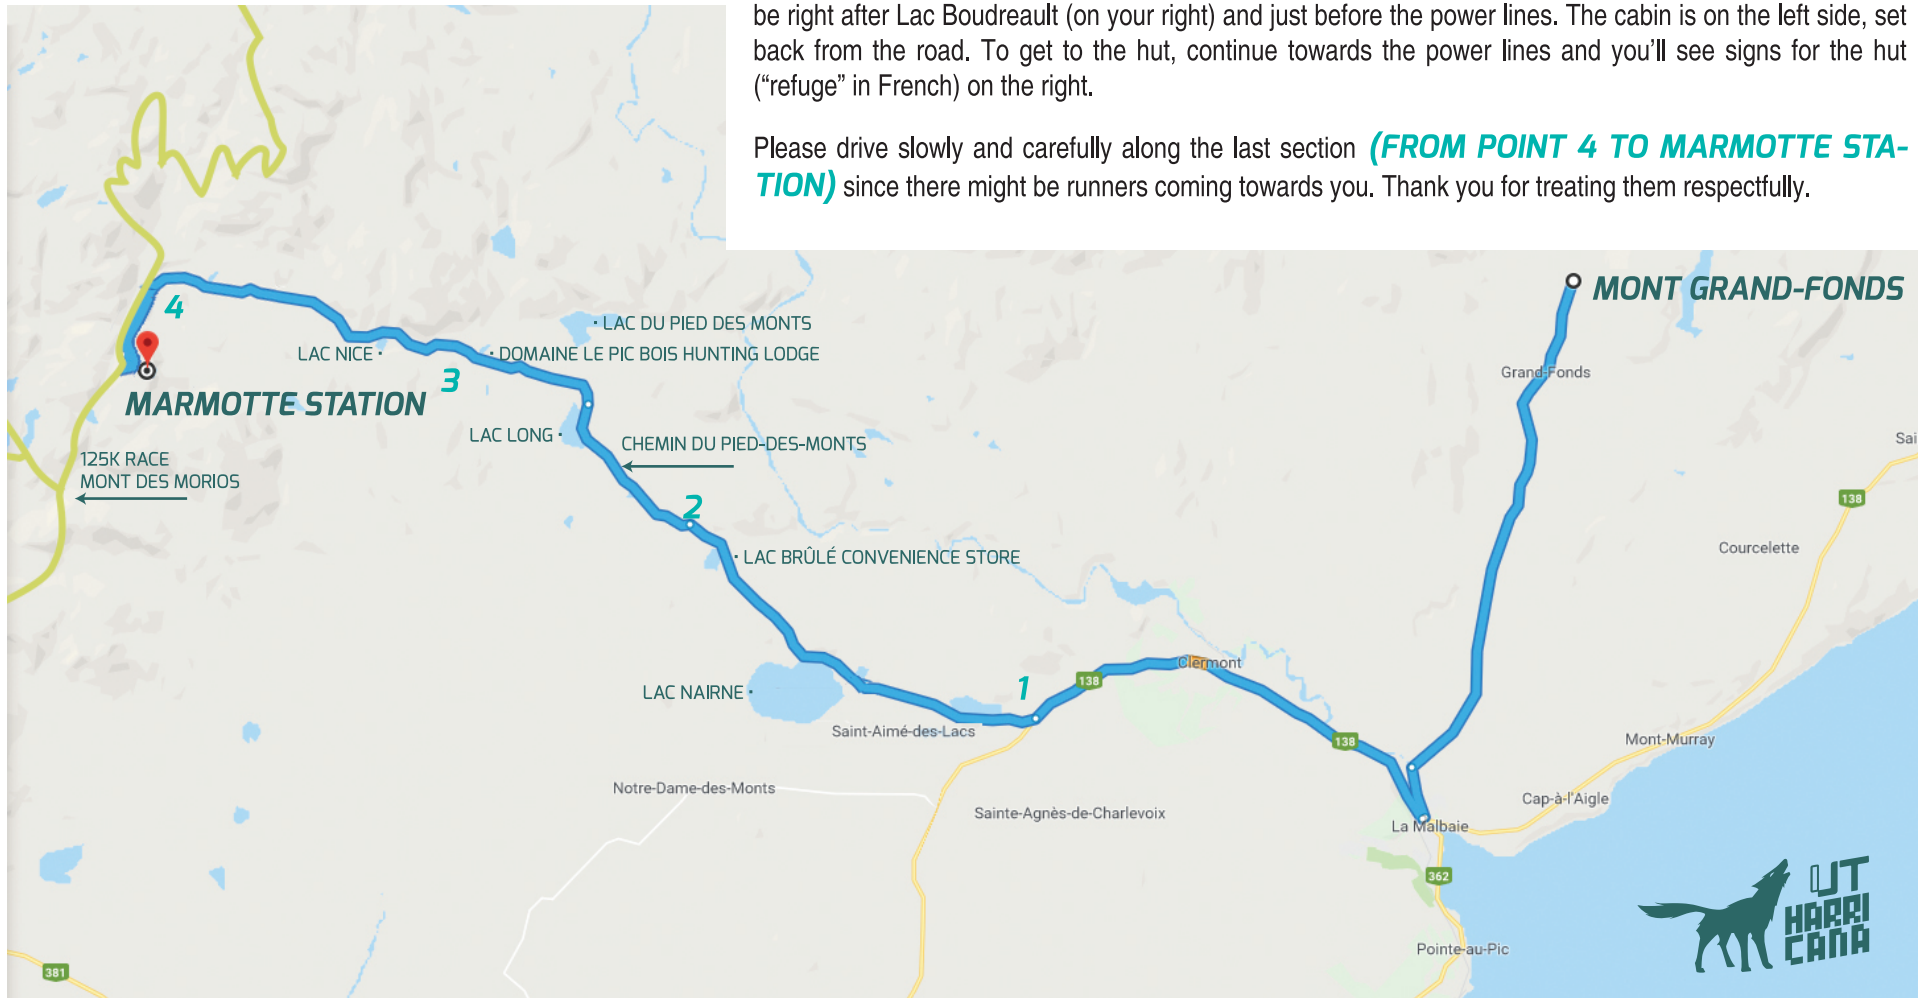 be right after Lac Boudreault (on your right) and just before the power lines. The cabin is on the left side, set
back from the road. To get to the hut, continue towards the power lines and you’ll see signs for the hut
(“refuge” in French) on the right.
Please drive slowly and carefully along the last section (FROM POINT 4 TO MARMOTTE STA-
TION) since there might be runners coming towards you. Thank you for treating them respectfully.
MONT GRAND-FONDS
4
LAC DU PIED DES MONTS
LAC NICE
DOMAINE LE PIC BOIS HUNTING LODGE
3
Grand-Fonds
MARMOTTE STATION
LAC LONG
CHEMIN DU PIED-DES-MONTS
Sai
125K RACE
MONT DES MORIOS
2
138
LAC BRÛLÉ CONVENIENCE STORE
Courcelette
Clermont
1
138
LAC NAIRNE
Saint-Aimé-des-Lacs
138
Mont-Murray
Notre-Dame-des-Monts
Cap-à-l'Aigle
Sainte-Agnès-de-Charlevoix
La Malbaie
362
UT
HARRI
CANA
Pointe-au-Pic
381